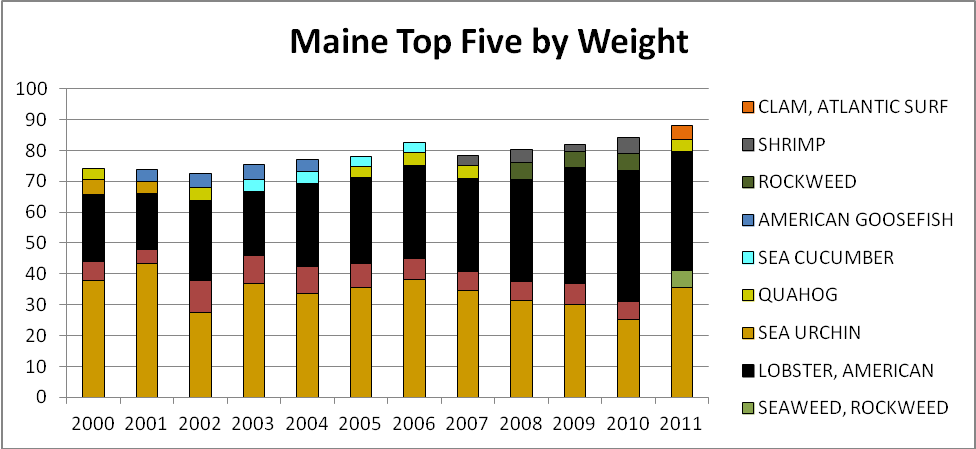 Maine Top Five by Weight
100
90
80
70
60
50
40
30
20
10
0
2000 2001 2002 2003 2004 2005 2006 2007 2008 2009 2010 2011
CLAM, ATLANTIC SURF
SHRIMP
ROCKWEED
AMERICAN GOOSEFISH
SEA CUCUMBER
QUAHOG
SEA URCHIN
LOBSTER, AMERICAN
SEAWEED, ROCKWEED